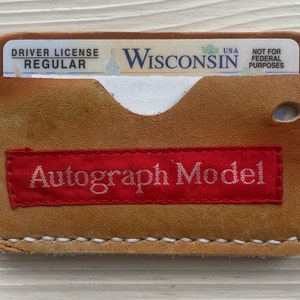 DRIVER LICENSE
REGULAR
WISCONSIN
USA
NOT FOR
FEDERAL
PURPOSES
Autograph Model